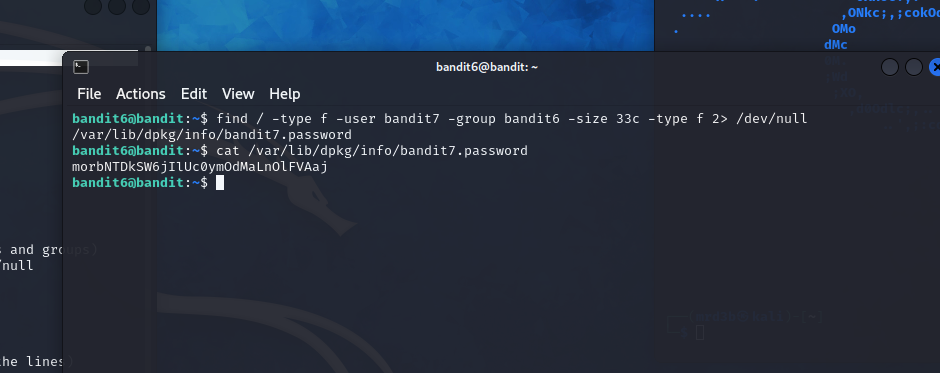 ....
,ONkc;,;cokOo
.
OMo
dMc
bandit6@bandit: ~
File Actions Edit View Help
bandit6@bandit:~$ find / -type f -user bandit7 -group bandit6 -size 33c -type f 2> /dev/null
/var/lib/dpkg/info/bandit7.password
bandit6@bandit:~$ cat /var/lib/dpkg/info/bandit7.password
morbNTDkSW6jIlUc0ymOdMaLnOlFVAaj
bandit6@bandit:~$
s and groups)
/null
the lines)